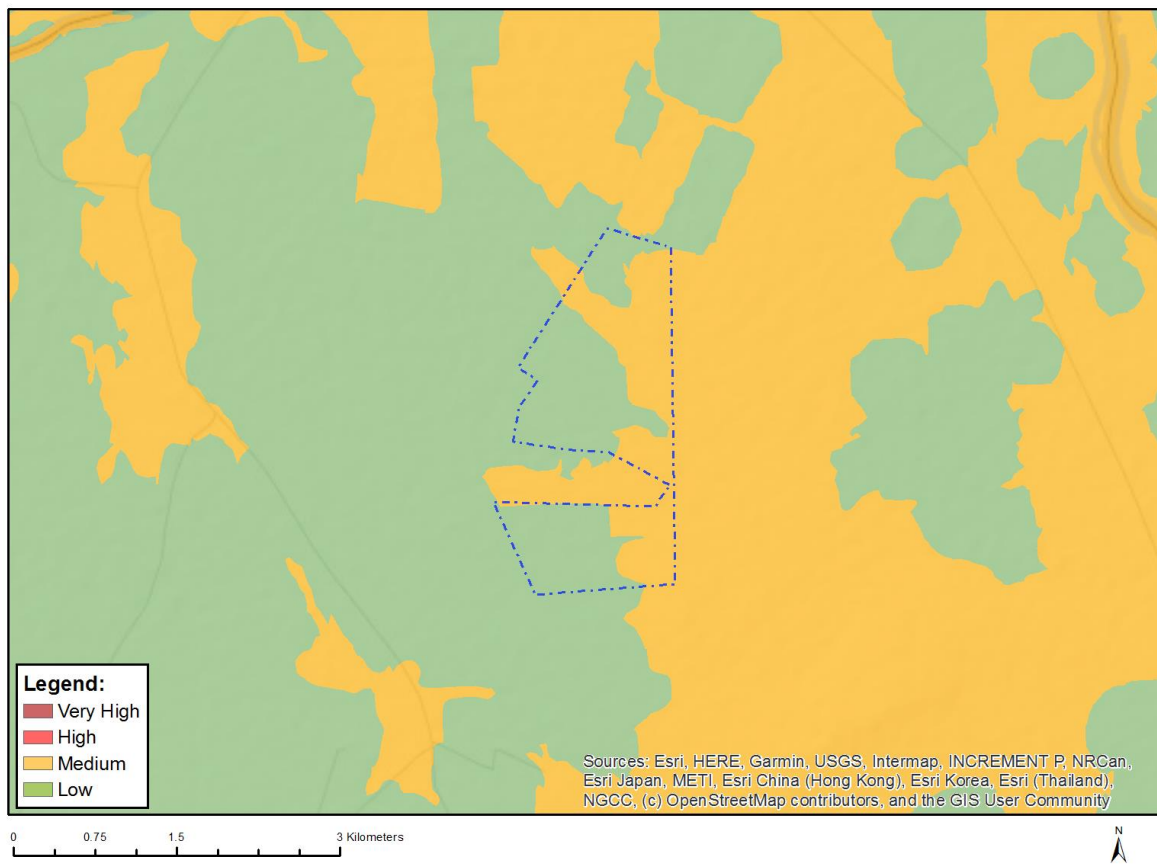 Legend:
Very High
High
Medium
Low
Sources: Esri, HERE, Garmin, USGS, Intermap, INCREMENT P, NRCan,
Esri Japan, METI, Esri China (Hong Kong), Esri Korea, Esri (Thailand),
NGCC, (c) OpenStreetMap contributors, and the GIS User Community
0 0.75 1.5 3 Kilometers
N